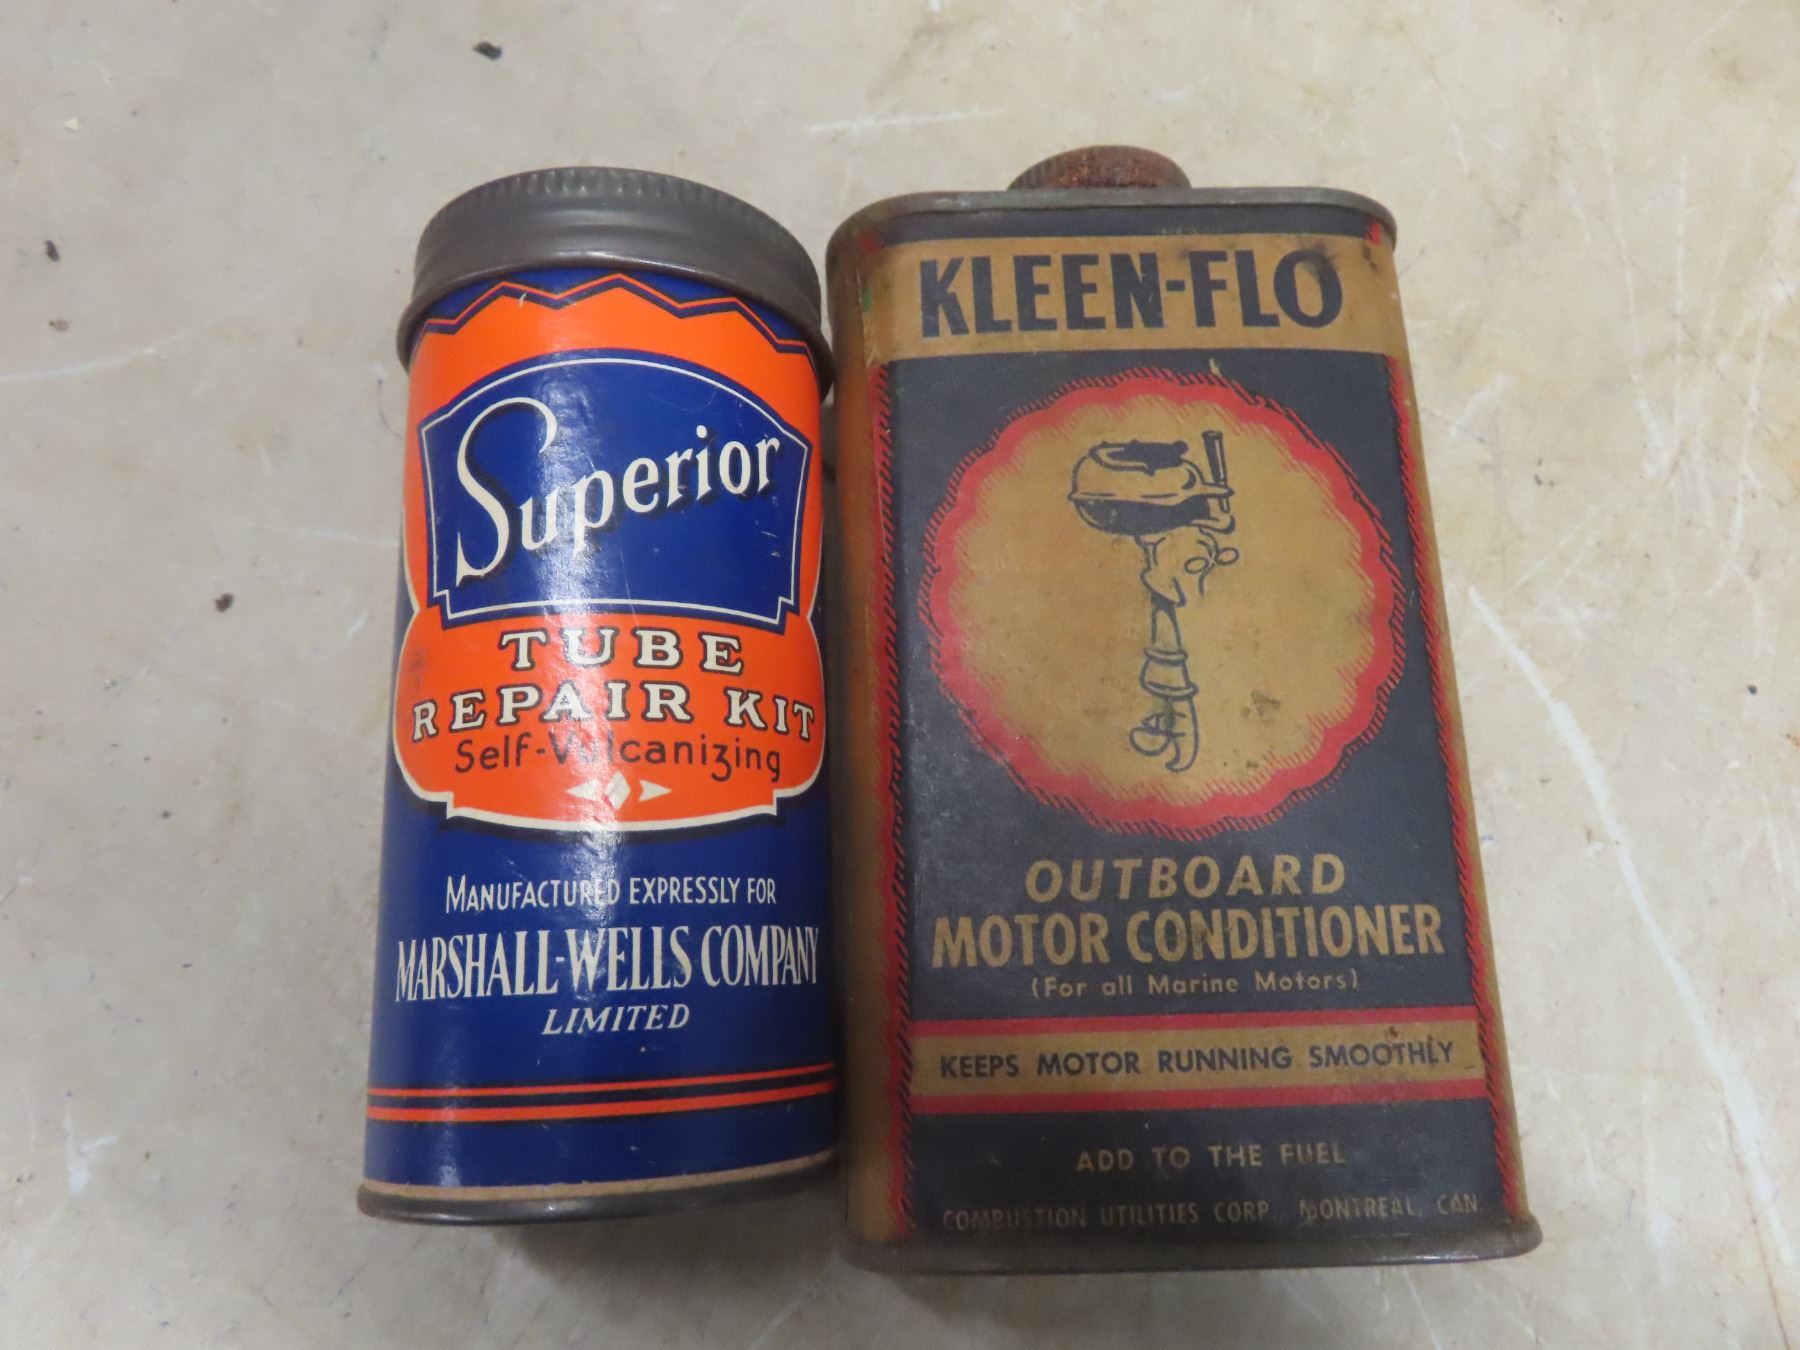 Superior
TUBE
REPAIR KIT
Self-Vulcanizing
MANUFACTURED EXPRESSLY FOR
MARSHALL-WELLS COMPANY
LIMITED
KLEEN-FLO
OUTBOARD
MOTOR CONDITIONER
(For all Marine Motors)
KEEPS MOTOR RUNNING SMOOTHLY
ADD TO THE FUEL
COMBUSTION UTILITIES CORP. MONTREAL, CAN.